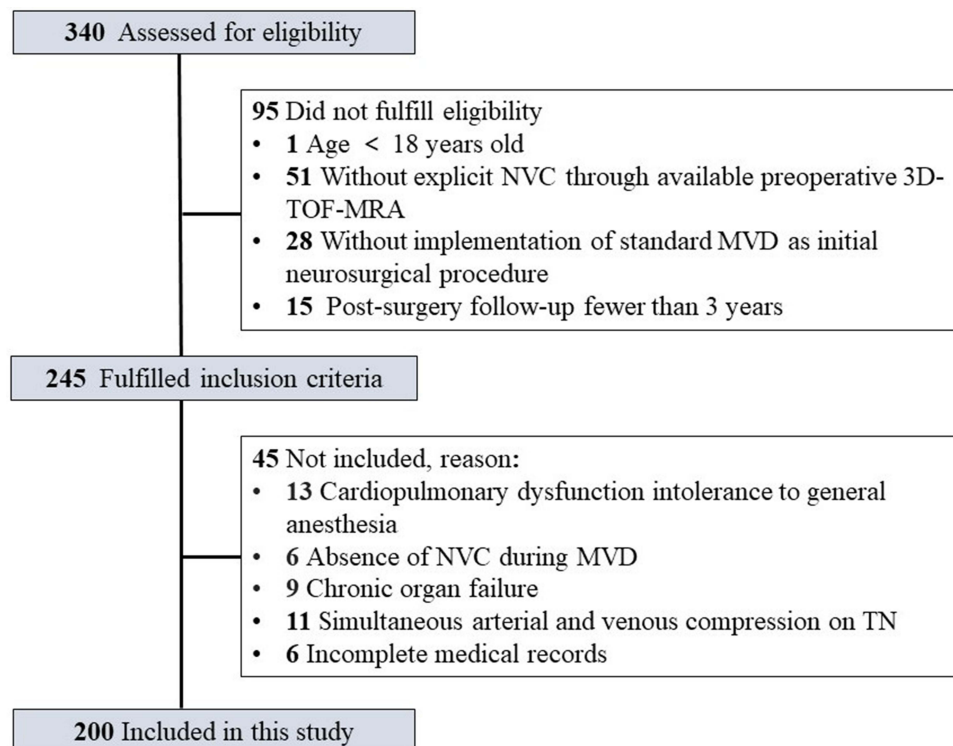 340 Assessed for eligibility
95 Did not fulfill eligibility
• 1 Age < 18 years old
• 51 Without explicit NVC through available preoperative 3D-
TOF-MRA
• 28 Without implementation of standard MVD as initial
neurosurgical procedure
• 15 Post-surgery follow-up fewer than 3 years
245 Fulfilled inclusion criteria
45 Not included, reason:
• 13 Cardiopulmonary dysfunction intolerance to general
anesthesia
• 6 Absence of NVC during MVD
• 9 Chronic organ failure
• 11 Simultaneous arterial and venous compression on TN
• 6 Incomplete medical records
200 Included in this study